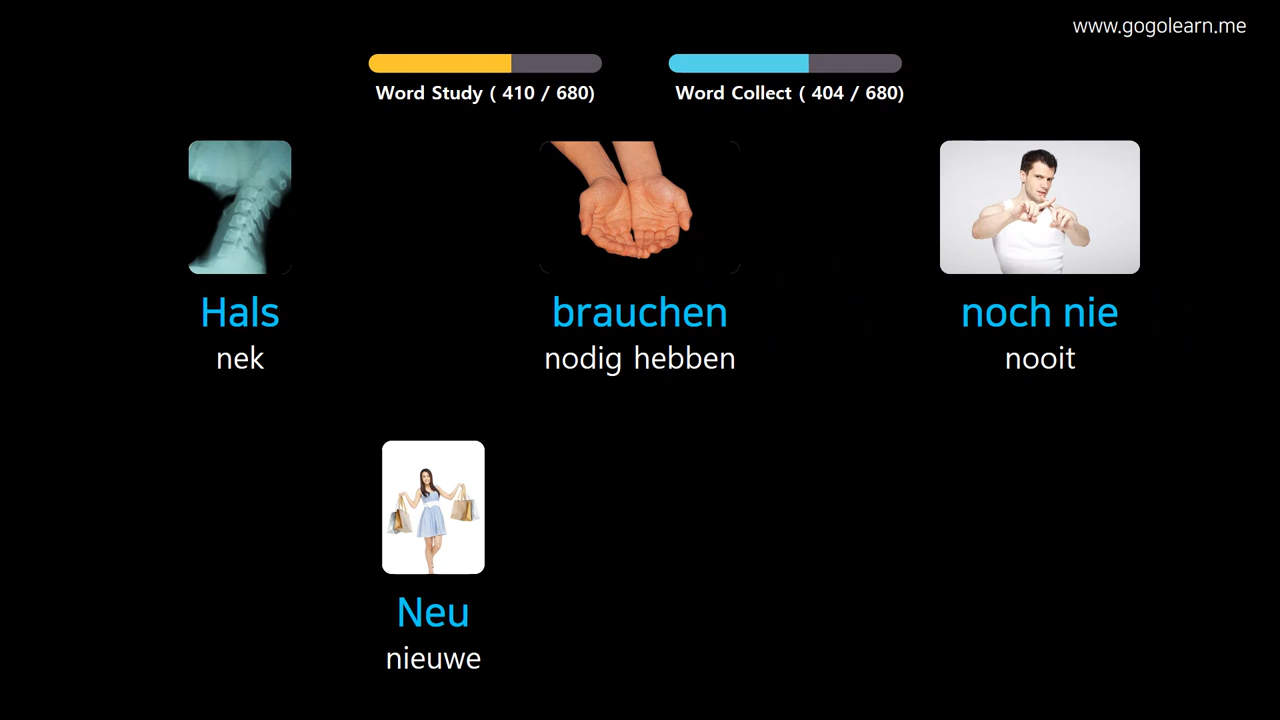 www.gogolearn.me
Word Study ( 410 / 680)
Word Collect ( 404 / 680)
Hals
nek
brauchen
nodig hebben
noch nie
nooit
Neu
nieuwe